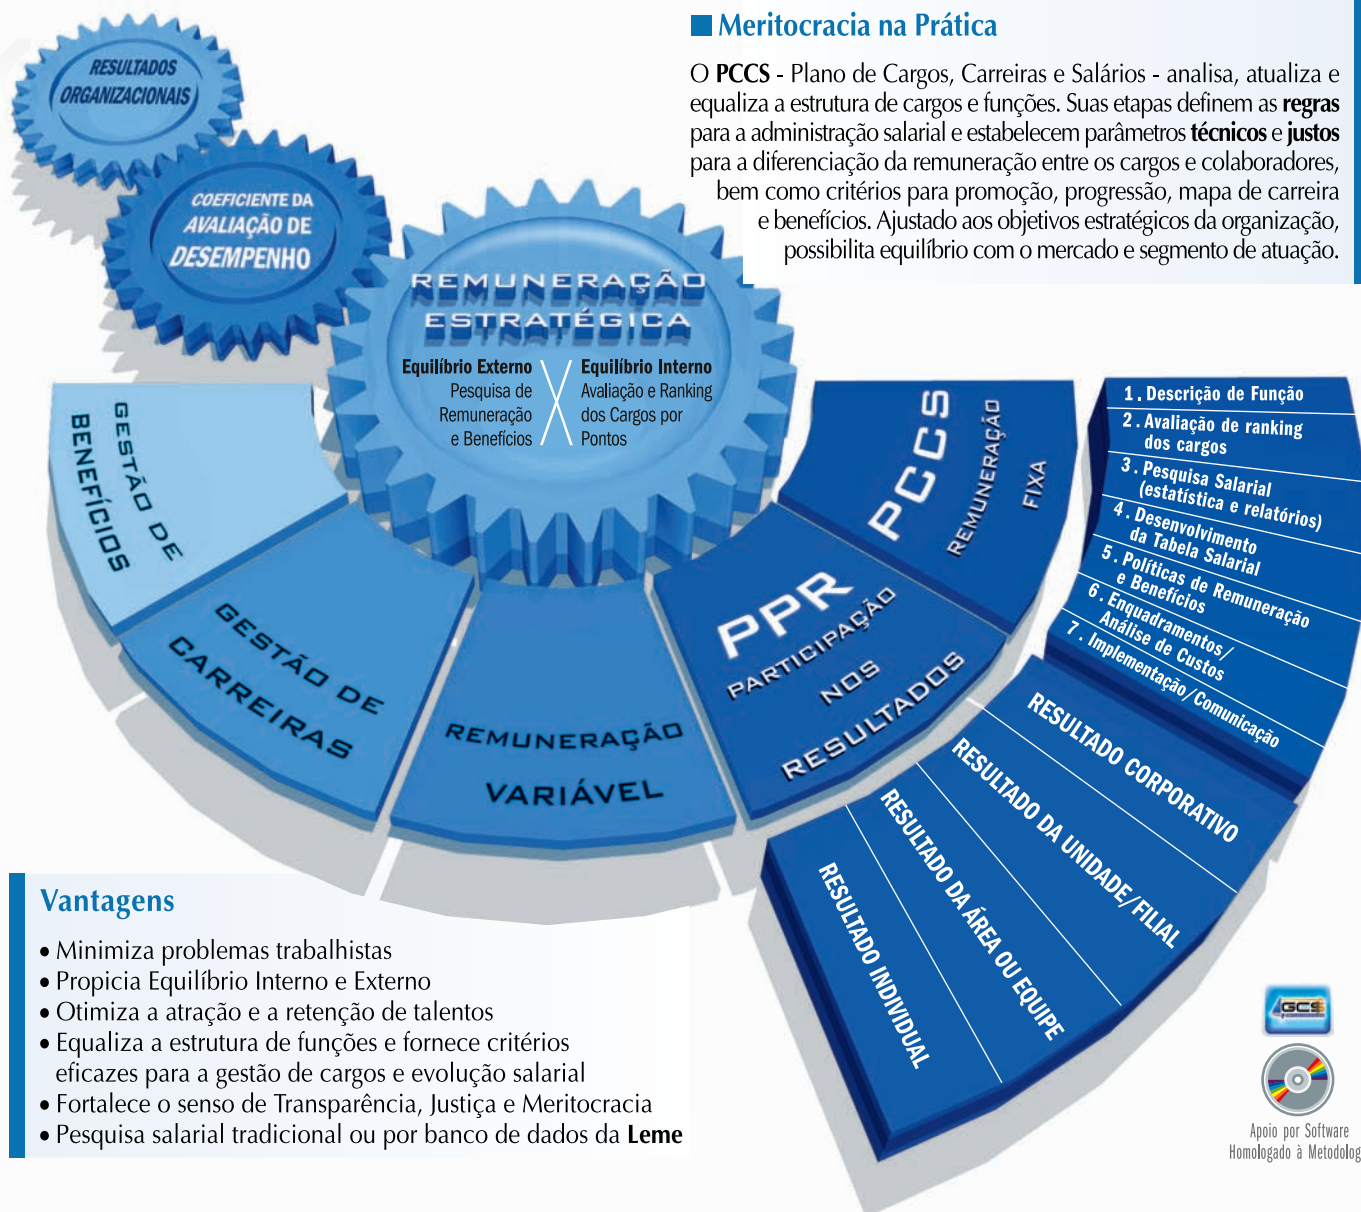 Meritocracia na Prática
O PCCS - Plano de Cargos, Carreiras e Salários - analisa, atualiza e
equaliza a estrutura de cargos e funções. Suas etapas definem as regras
para a administração salarial e estabelecem parâmetros técnicos e justos
para a diferenciação da remuneração entre os cargos e colaboradores,
bem como critérios para promoção, progressão, mapa de carreira
e benefícios. Ajustado aos objetivos estratégicos da organização,
possibilita equilíbrio com o mercado e segmento de atuação.
RESULTADOS
ORGANIZACIONAIS
COEFICIENTE DA
AVALIAÇÃO DE
DESEMPENHO
REMUNERAÇÃO
ESTRATÉGICA
Equilíbrio Externo
Pesquisa de
Remuneração
e Benefícios
Equilíbrio Interno
Avaliação e Ranking
dos Cargos por
Pontos
GESTÃO DE
BENEFÍCIOS
GESTÃO DE
CARREIRAS
REMUNERAÇÃO
VARIÁVEL
PPR
PARTICIPAÇÃO
NOS
RESULTADOS
PCCS
REMUNERAÇÃO
FIXA
1. Descrição de Função
2. Avaliação de ranking
dos cargos
3. Pesquisa Salarial
(estatística e relatórios)
4. Desenvolvimento
da Tabela Salarial
5. Políticas de Remuneração
e Benefícios
6. Enquadramentos/
Análise de Custos
7. Implementação/Comunicação
RESULTADO CORPORATIVO
RESULTADO DA UNIDADE/FILIAL
RESULTADO DA ÁREA OU EQUIPE
RESULTADO INDIVIDUAL
Vantagens
• Minimiza problemas trabalhistas
• Propicia Equilíbrio Interno e Externo
• Otimiza a atração e a retenção de talentos
• Equaliza a estrutura de funções e fornece critérios
eficazes para a gestão de cargos e evolução salarial
• Fortalece o senso de Transparência, Justiça e Meritocracia
• Pesquisa salarial tradicional ou por banco de dados da Leme
GCS
Apoio por Software
Homologado à Metodolog